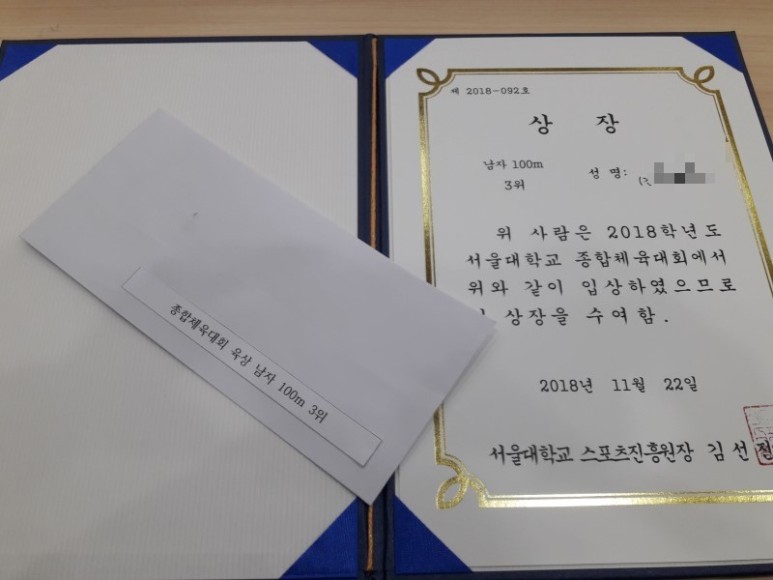 제 2018-092호
상 장
남자 100m
3위
성 명:
위 사람은 2018학년도
서울대학교 종합체육대회에서
위와 같이 입상하였으므로
상장을 수여함.
2018년 11월 22일
서울대학교 스포츠진흥원장 김선
종합체육대회 육상 남자 100m 3위